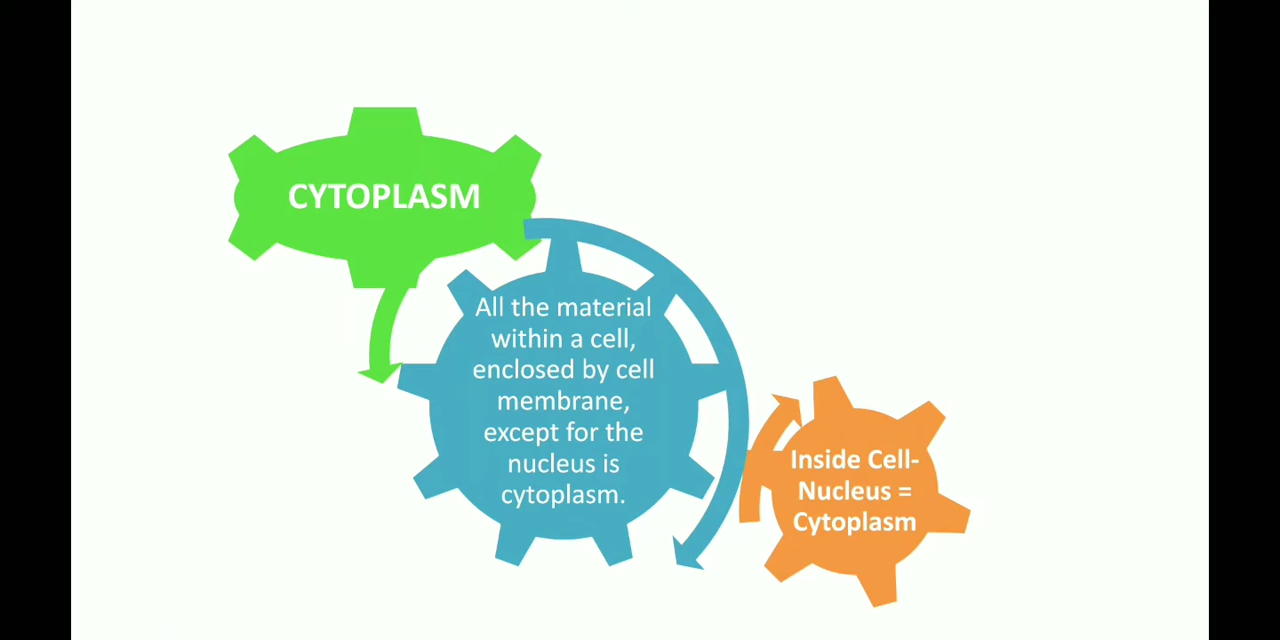 CYTOPLASM
All the material
within a cell,
enclosed by cell
membrane,
except for the
nucleus is
cytoplasm.
Inside Cell-
Nucleus =
Cytoplasm